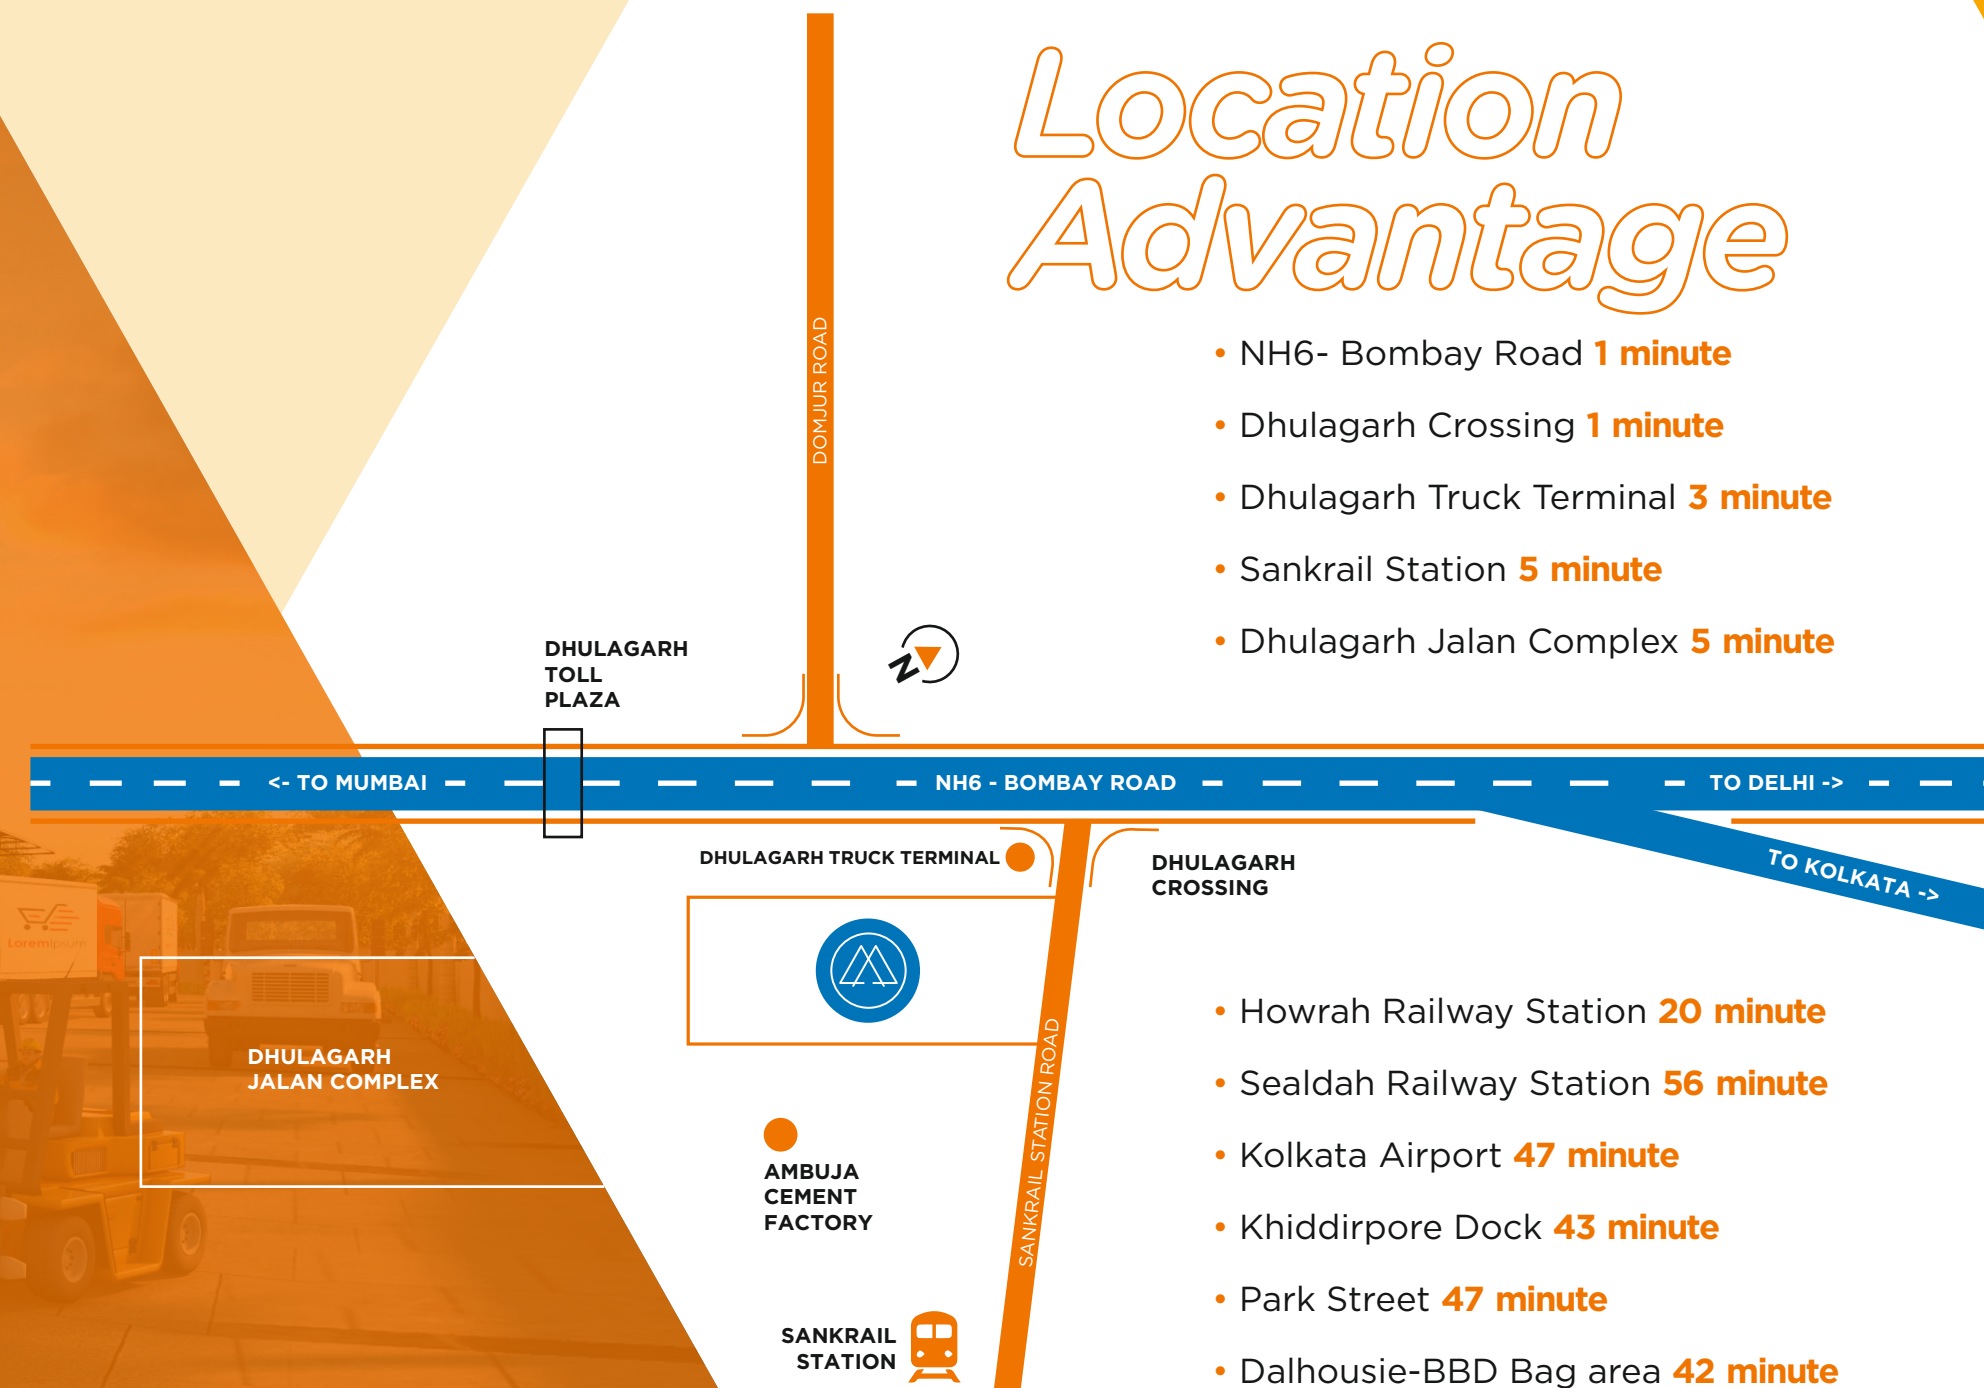 Location
Advantage
• NH6- Bombay Road 1 minute
• Dhulagarh Crossing 1 minute
• Dhulagarh Truck Terminal 3 minute
• Sankrail Station 5 minute
• Dhulagarh Jalan Complex 5 minute
DOMJUR ROAD
N
DHULAGARH
TOLL
PLAZA
<- TO MUMBAI
NH6 - BOMBAY ROAD
TO DELHI ->
TO KOLKATA ->
DHULAGARH TRUCK TERMINAL
DHULAGARH
CROSSING
LoremIpsum
DHULAGARH
JALAN COMPLEX
SANKRAIL STATION ROAD
AMBUJA
CEMENT
FACTORY
SANKRAIL
STATION
• Howrah Railway Station 20 minute
• Sealdah Railway Station 56 minute
• Kolkata Airport 47 minute
• Khiddirpore Dock 43 minute
• Park Street 47 minute
• Dalhousie-BBD Bag area 42 minute